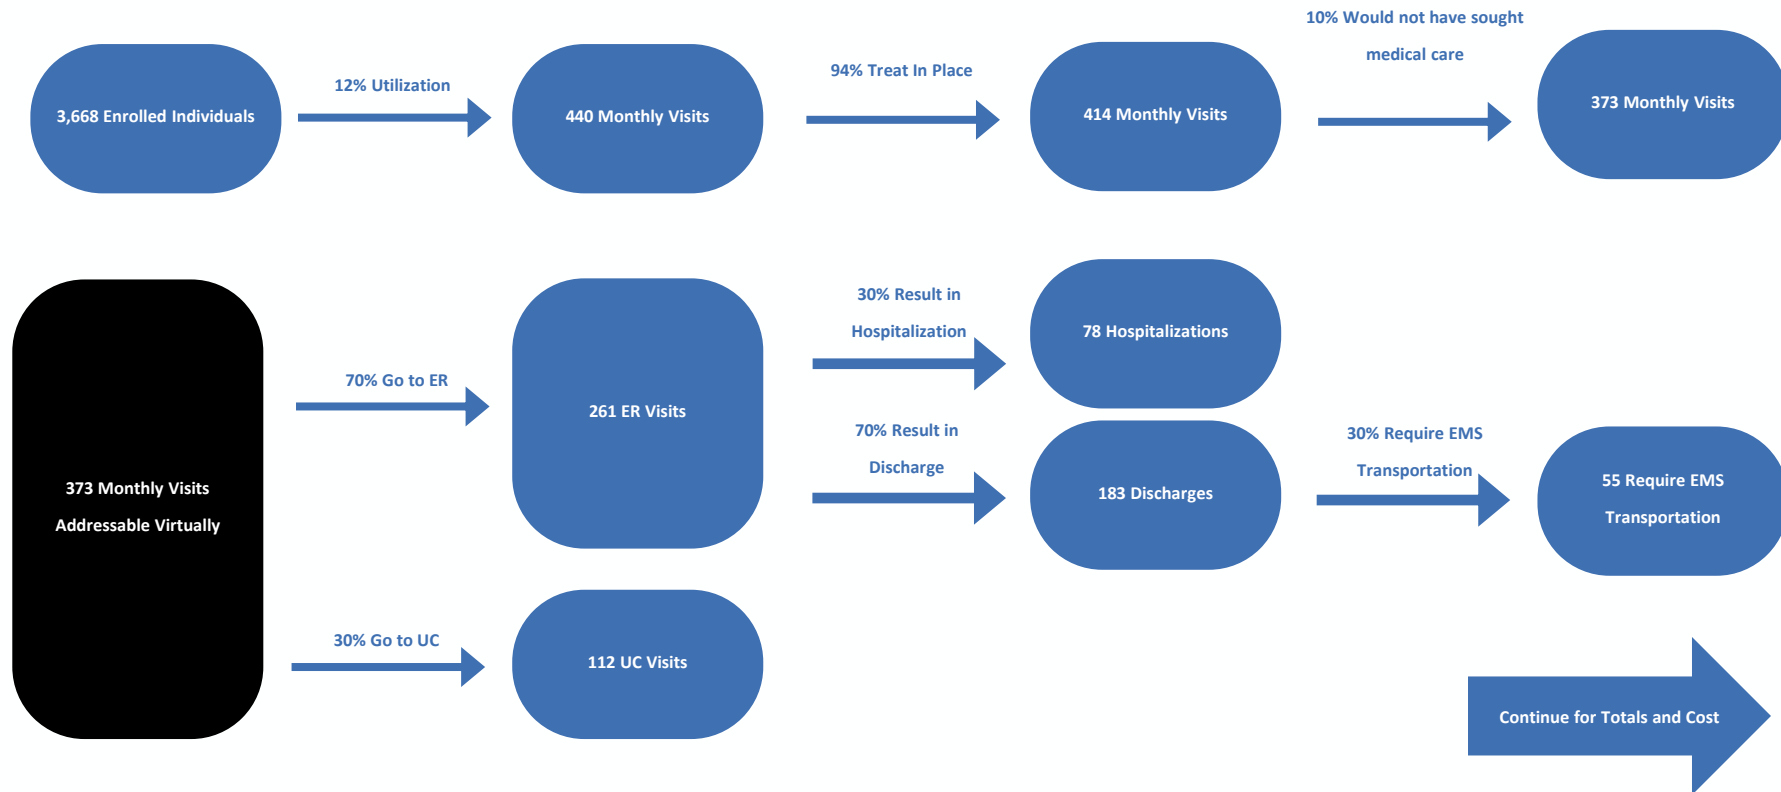 3,668 Enrolled Individuals
12% Utilization
440 Monthly Visits
94% Treat In Place
414 Monthly Visits
10% Would not have sought
medical care
373 Monthly Visits
373 Monthly Visits
Addressable Virtually
70% Go to ER
261 ER Visits
30% Result in
Hospitalization
78 Hospitalizations
70% Result in
Discharge
183 Discharges
30% Require EMS
Transportation
55 Require EMS
Transportation
30% Go to UC
112 UC Visits
Continue for Totals and Cost